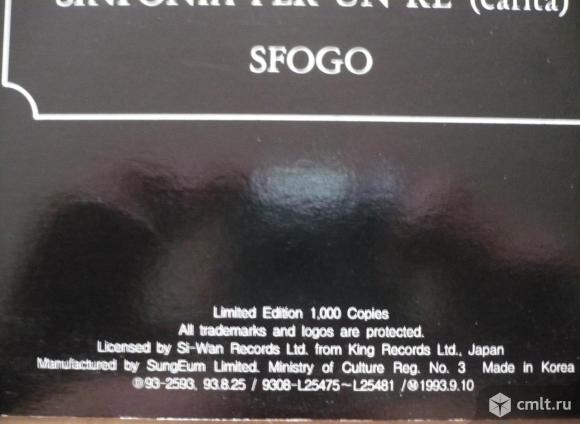 SINFONIA PER UN RE (carità)
SFOGO
Limited Edition 1,000 Copies
All trademarks and logos are protected.
Licensed by Si-Wan Records Ltd. from King Records Ltd., Japan
Manufactured by SungEum Limited. Ministry of Culture Reg. No. 3 Made in Korea
℗93-2593, 93.8.25 / 9308-L25475~L25481 /Ⓜ1993.9.10
cmlt.ru